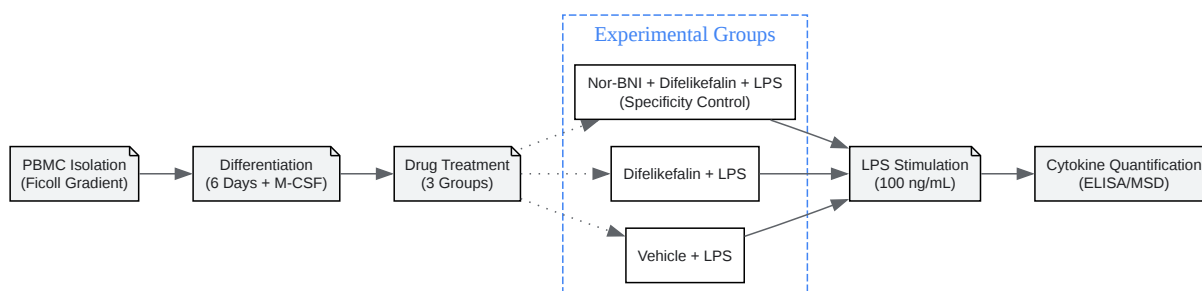 Experimental Groups
Nor-BNI + Difelikefalin + LPS
(Specificity Control)
PBMC Isolation
(Ficoll Gradient)
Differentiation
(6 Days + M-CSF)
Drug Treatment
(3 Groups)
Difelikefalin + LPS
LPS Stimulation
(100 ng/mL)
Cytokine Quantification
(ELISA/MSD)
Vehicle + LPS